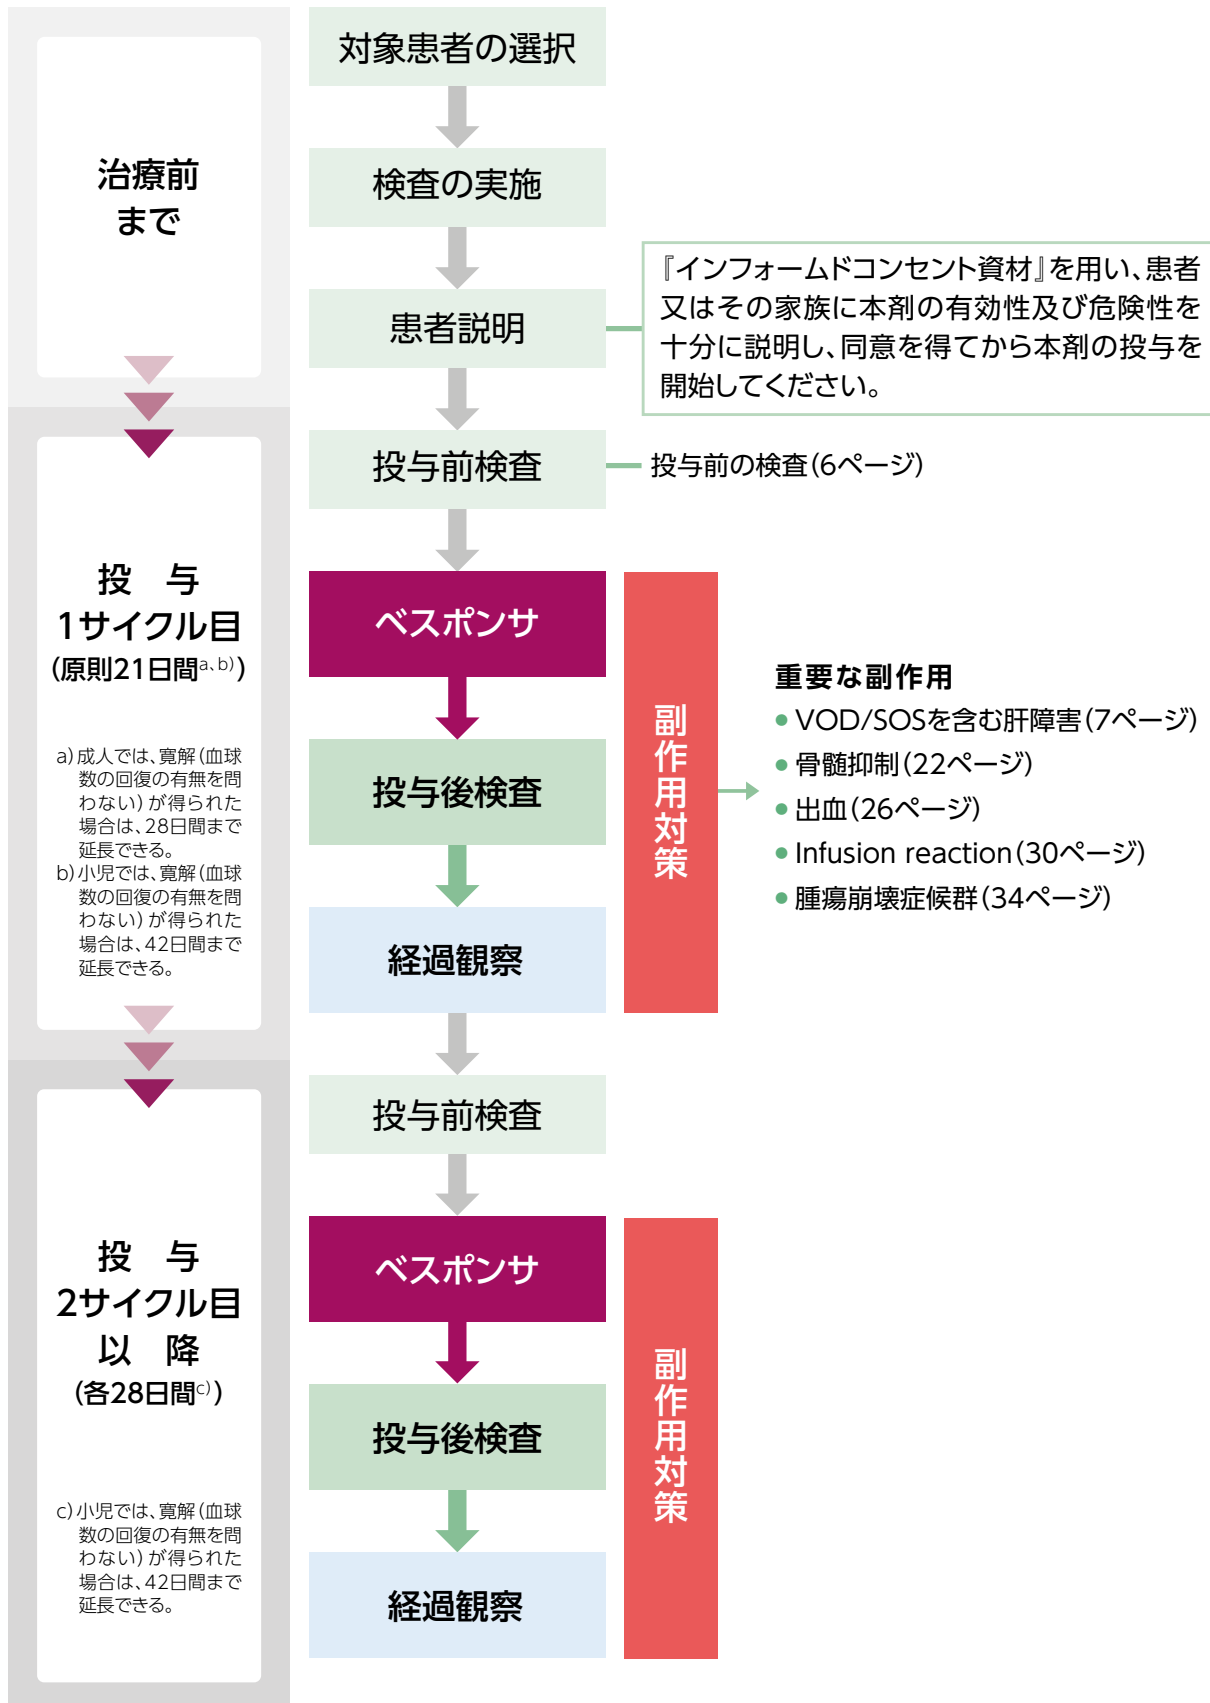 対象患者の選択
治療前
まで
検査の実施
患者説明
『インフォームドコンセント資材』を用い、患者
又はその家族に本剤の有効性及び危険性を
十分に説明し、同意を得てから本剤の投与を
開始してください。
投与前検査
投与前の検査(6ページ)
投 与
1サイクル目
(原則21日間a、b))
a)成人では、寛解(血球
数の回復の有無を問
わない)が得られた
場合は、28日間まで
延長できる。
b)小児では、寛解(血球
数の回復の有無を問
わない)が得られた
場合は、42日間まで
延長できる。
ベスポンサ
投与後検査
経過観察
副作用対策
重要な副作用
● VOD/SOSを含む肝障害(7ページ)
● 骨髄抑制(22ページ)
● 出血(26ページ)
● Infusion reaction(30ページ)
● 腫瘍崩壊症候群(34ページ)
投与前検査
投 与
2サイクル目
以 降
(各28日間c))
c)小児では、寛解(血球
数の回復の有無を問
わない)が得られた
場合は、42日間まで
延長できる。
ベスポンサ
投与後検査
経過観察
副作用対策